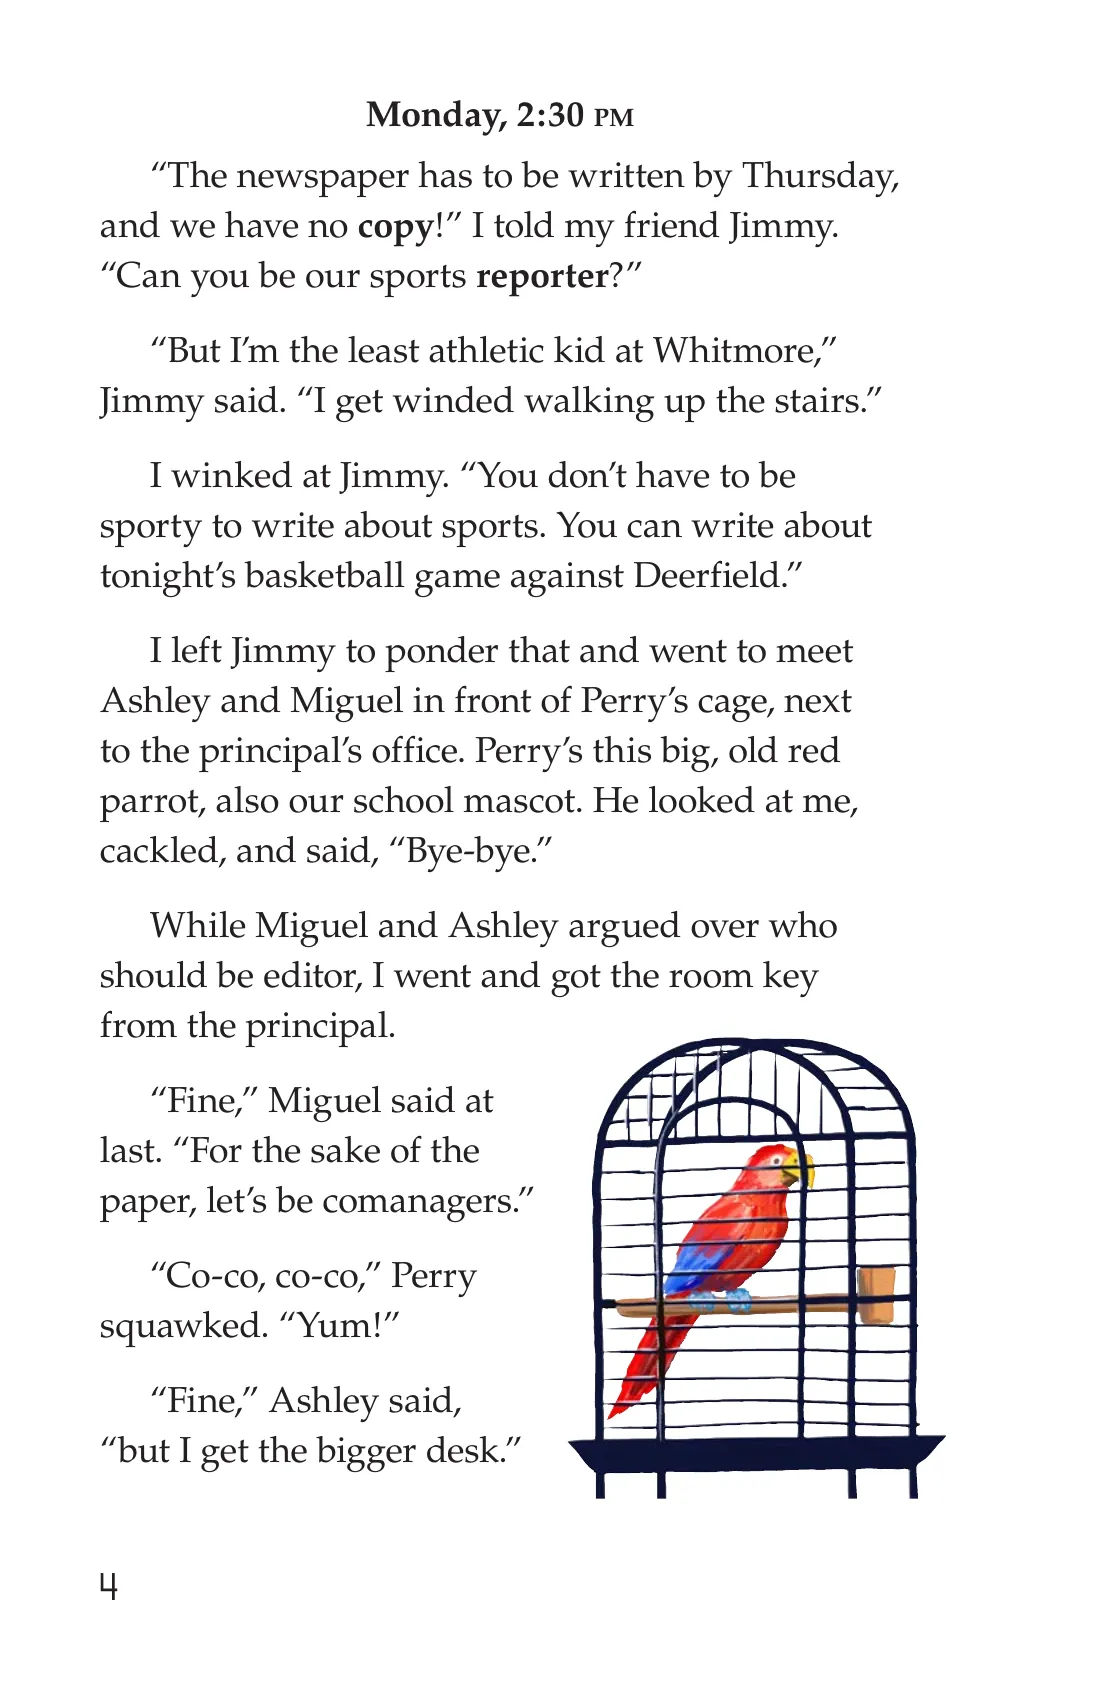 Monday, 2:30 PM
“The newspaper has to be written by Thursday,
and we have no copy!” I told my friend Jimmy.
“Can you be our sports reporter?”
“But I’m the least athletic kid at Whitmore,”
Jimmy said. “I get winded walking up the stairs.”
I winked at Jimmy. “You don’t have to be
sporty to write about sports. You can write about
tonight’s basketball game against Deerfield.”
I left Jimmy to ponder that and went to meet
Ashley and Miguel in front of Perry’s cage, next
to the principal’s office. Perry’s this big, old red
parrot, also our school mascot. He looked at me,
cackled, and said, “Bye-bye.”
While Miguel and Ashley argued over who
should be editor, I went and got the room key
from the principal.
“Fine,” Miguel said at
last. “For the sake of the
paper, let’s be comanagers.”
“Co-co, co-co,” Perry
squawked. “Yum!”
“Fine,” Ashley said,
“but I get the bigger desk.”
4